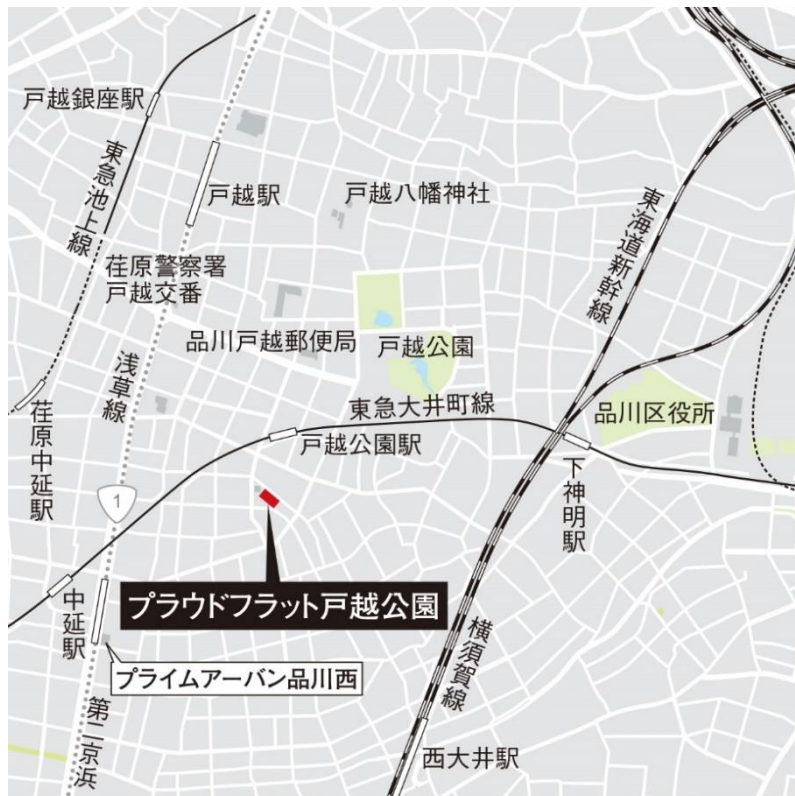 戸越銀座駅
東急池上線
戸越駅
戸越八幡神社
東海道新幹線
荏原警察署
戸越交番
品川戸越郵便局
戸越公園
浅草線
東急大井町線
品川区役所
荏原中延駅
戸越公園駅
下神明駅
1
プラウドフラット戸越公園
中延駅
プライムアーバン品川西
横須賀線
第二京浜
西大井駅